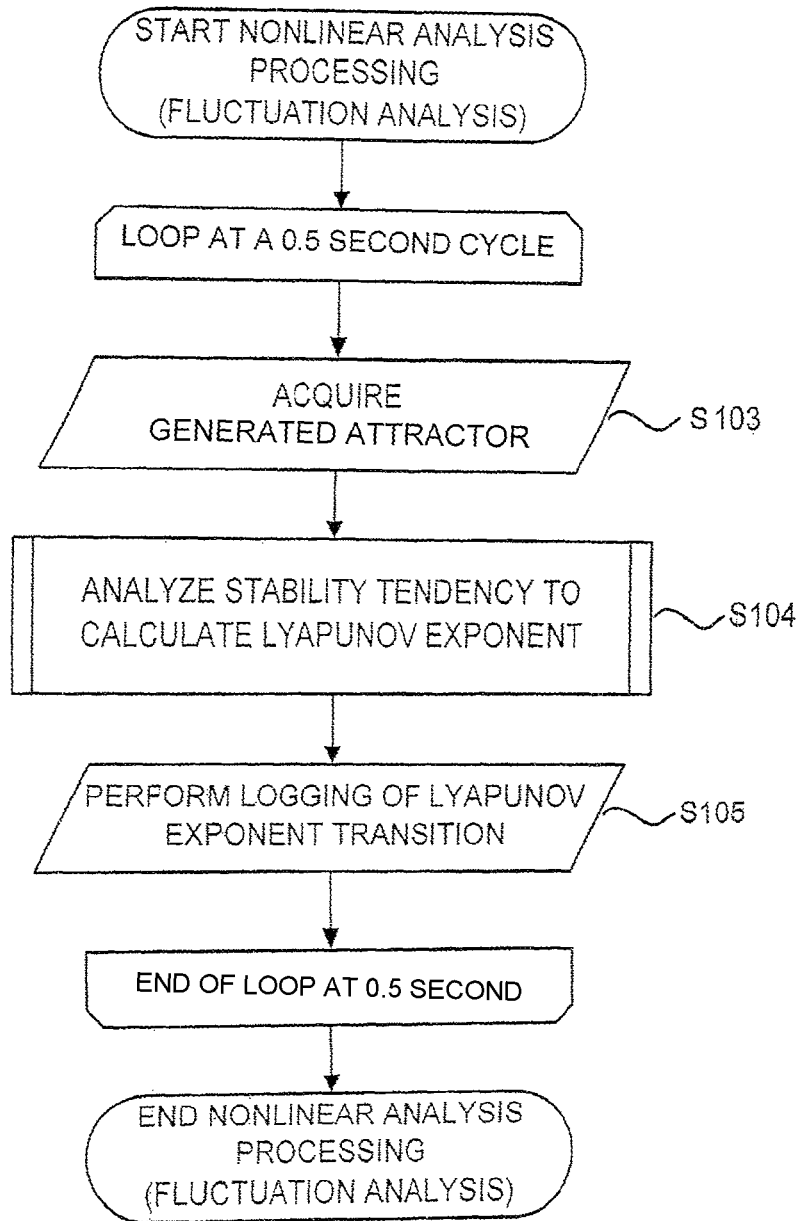 START NONLINEAR ANALYSIS
PROCESSING
(FLUCTUATION ANALYSIS)
LOOP AT A 0.5 SECOND CYCLE
ACQUIRE
GENERATED ATTRACTOR
S103
ANALYZE STABILITY TENDENCY TO
CALCULATE LYAPUNOV EXPONENT
S104
PERFORM LOGGING OF LYAPUNOV
EXPONENT TRANSITION
S105
END OF LOOP AT 0.5 SECOND
END NONLINEAR ANALYSIS
PROCESSING
(FLUCTUATION ANALYSIS)